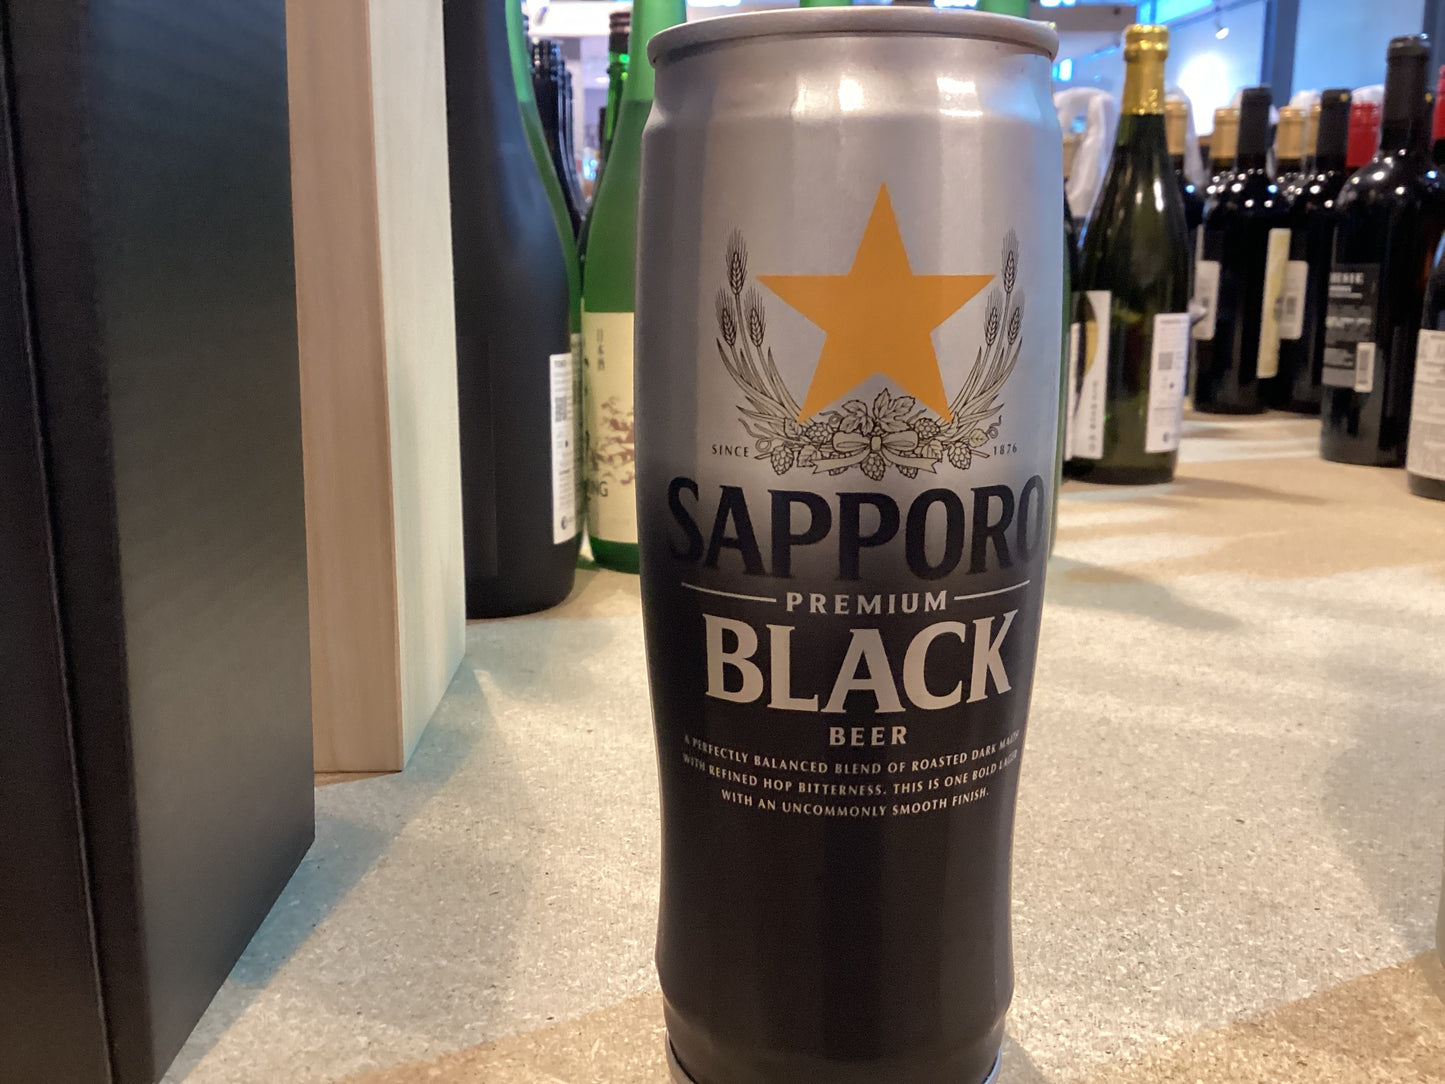 SINCE 1876
SAPPORO
PREMIUM
BLACK
BEER
A PERFECTLY BALANCED BLEND OF ROASTED DARK MALTS
WITH REFINED HOP BITTERNESS. THIS IS ONE BOLD LAGER
WITH AN UNCOMMONLY SMOOTH FINISH.